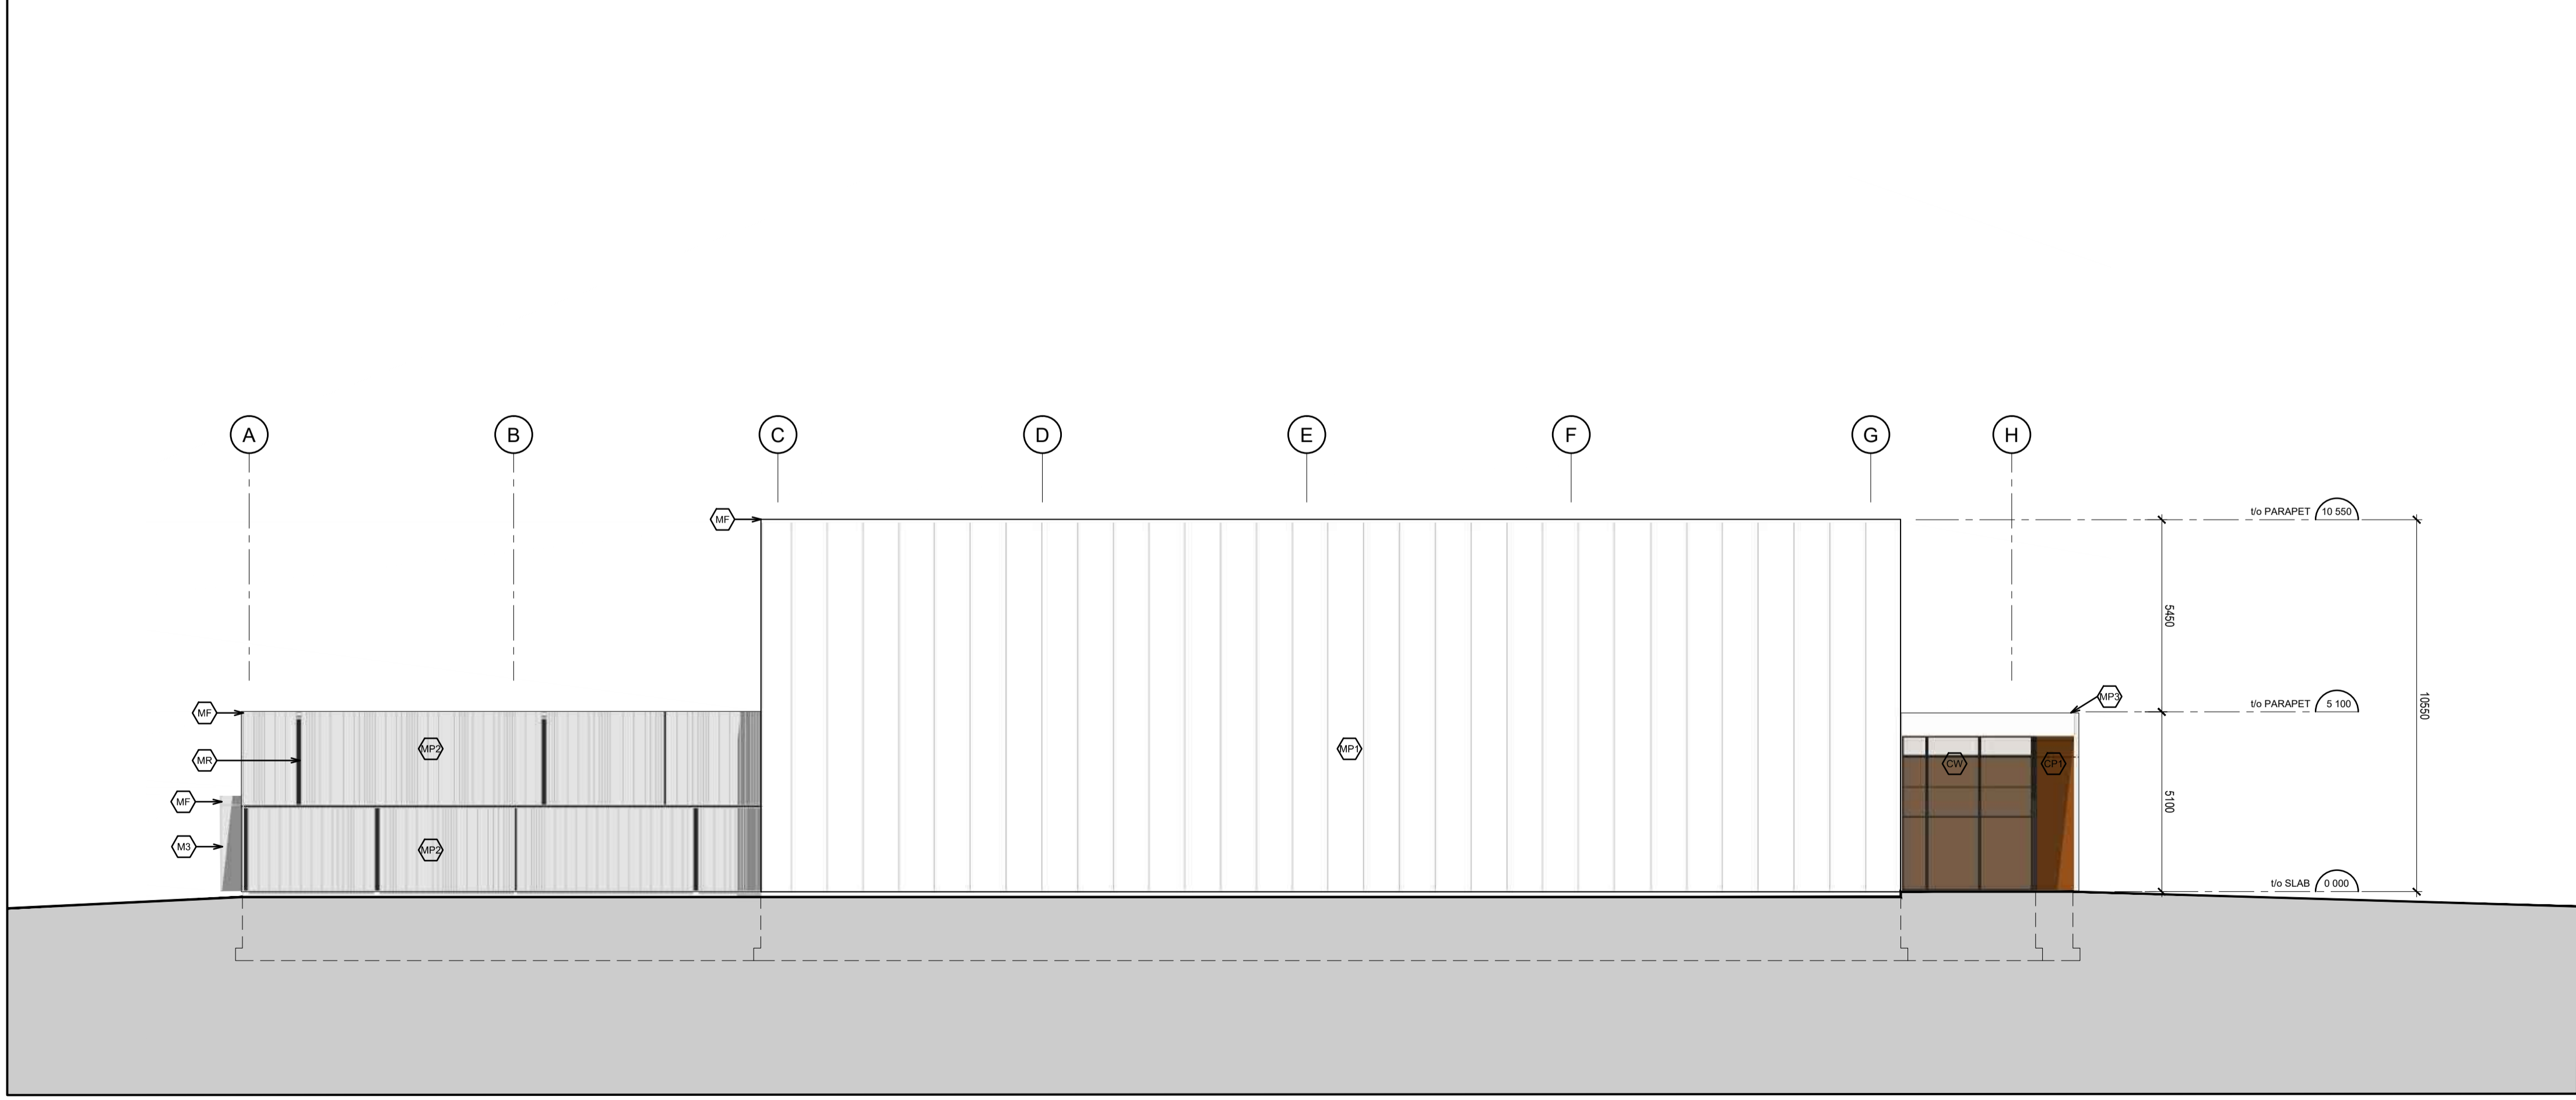 A B C D E F G H
MF
t/o PARAPET 10 550
5450
MP3
t/o PARAPET 5 100
10550
MF
MP2
MP1
MR
CW
CP1
MF
5100
M3
MP2
t/o SLAB 0 000